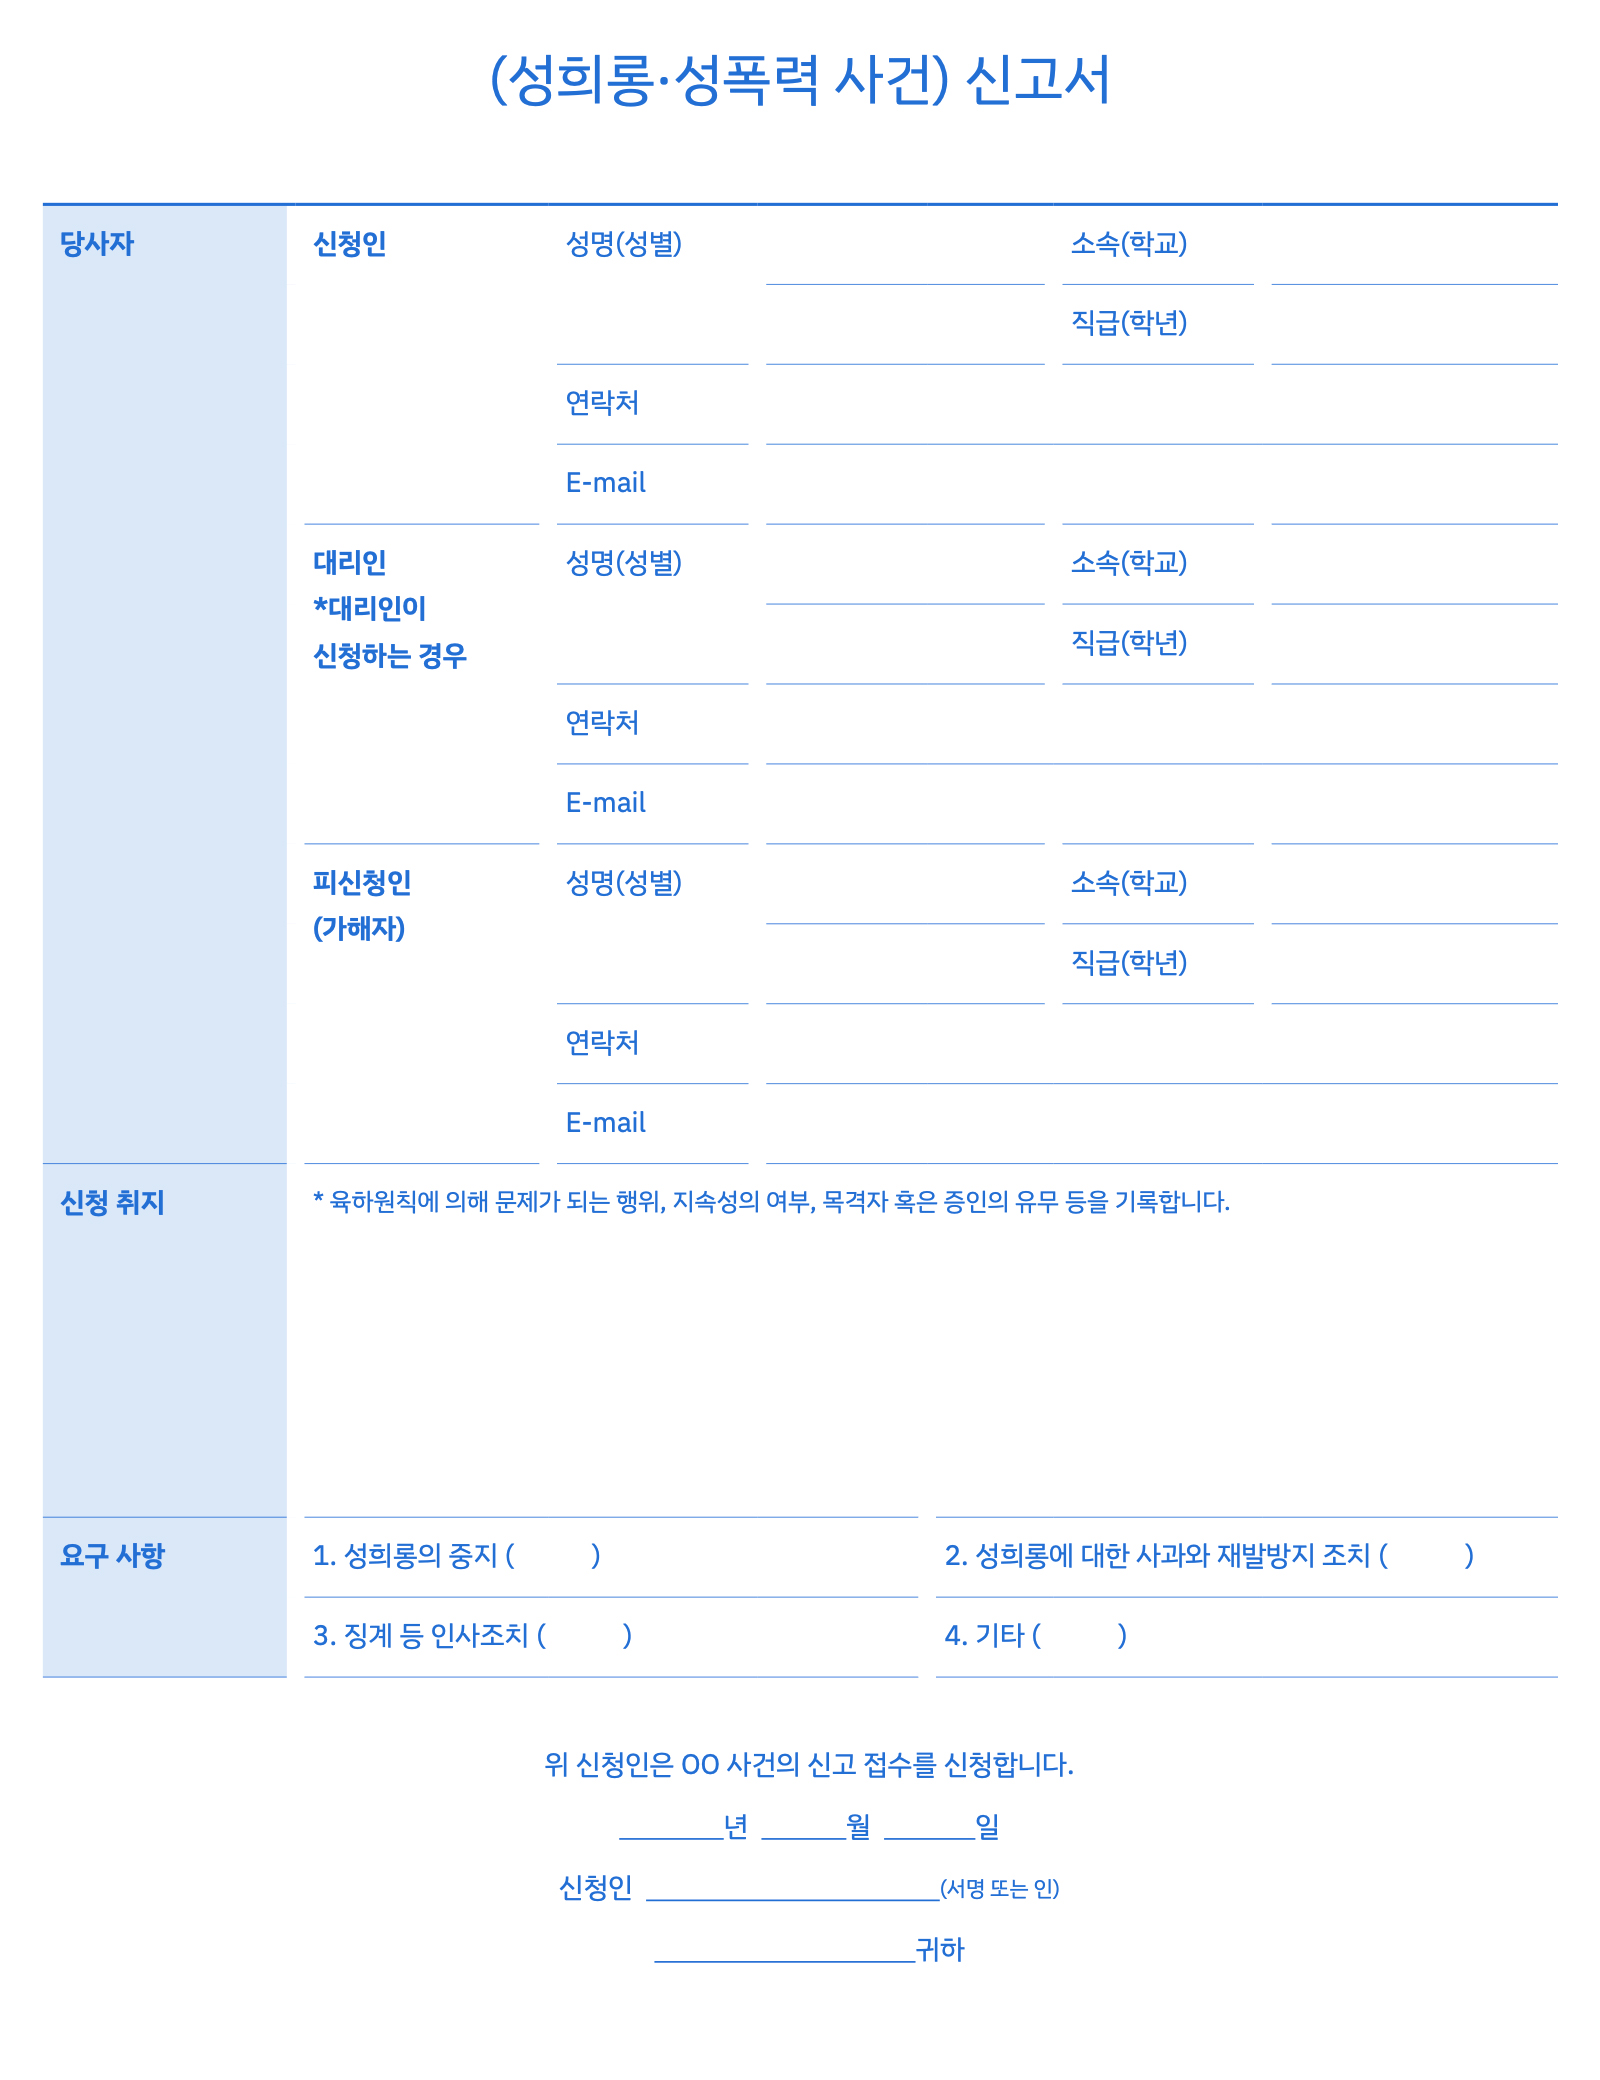 (성희롱·성폭력 사건) 신고서
당사자 신청인 성명(성별) 소속(학교)
직급(학년)
연락처
E-mail
대리인 성명(성별) 소속(학교)
*대리인이
신청하는 경우 직급(학년)
연락처
E-mail
피신청인 성명(성별) 소속(학교)
(가해자)
직급(학년)
연락처
E-mail
신청 취지 * 육하원칙에 의해 문제가 되는 행위, 지속성의 여부, 목격자 혹은 증인의 유무 등을 기록합니다.
요구 사항 1. 성희롱의 중지 ( ) 2. 성희롱에 대한 사과와 재발방지 조치 ( )
3. 징계 등 인사조치 ( ) 4. 기타 ( )
위 신청인은 OO 사건의 신고 접수를 신청합니다.
________년 ______월 _______일
신청인 ______________________(서명 또는 인)
____________________귀하